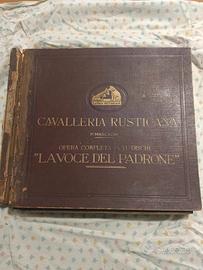 CAVALLERIA RUSTICANA
P. MASCAGNI
OPERA COMPLETA IN DISCHI
"LA VOCE DEL PADRONE"